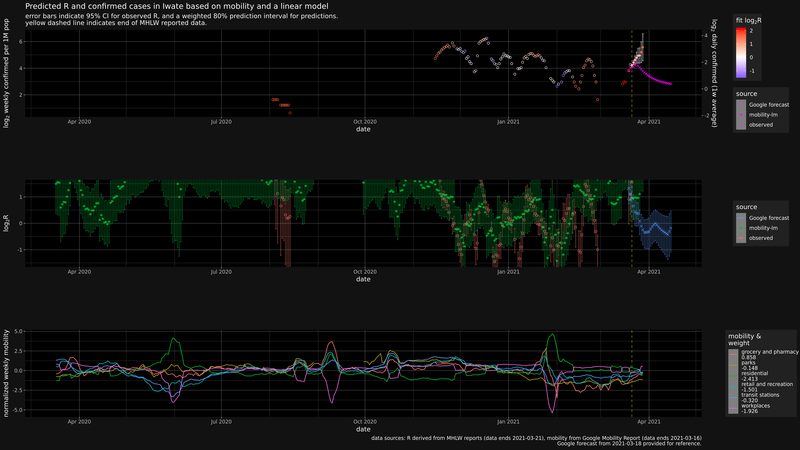 Predicted R and confirmed cases in Iwate based on mobility and a linear model
error bars indicate 95% CI for observed R, and a weighted 80% prediction interval for predictions.
yellow dashed line indicates end of MHLW reported data.
log2 weekly confirmed per 1M pop
6
4
2
4
2
0
-2
log2 daily confirmed (1w average)
Apr 2020
Jul 2020
Oct 2020
Jan 2021
Apr 2021
date
fit log2R
2
1
0
-1
source
Google forecast
mobility-lm
observed
log2R
1
0
-1
Apr 2020
Jul 2020
Oct 2020
Jan 2021
Apr 2021
date
source
Google forecast
mobility-lm
observed
normalized weekly mobility
5.0
2.5
0.0
-2.5
-5.0
Apr 2020
Jul 2020
Oct 2020
Jan 2021
Apr 2021
date
mobility &
weight
grocery and pharmacy
0.858
parks
-0.148
residential
-2.413
retail and recreation
-1.501
transit stations
-0.320
workplaces
-1.926
data sources: R derived from MHLW reports (data ends 2021-03-21), mobility from Google Mobility Report (data ends 2021-03-16)
Google forecast from 2021-03-18 provided for reference.